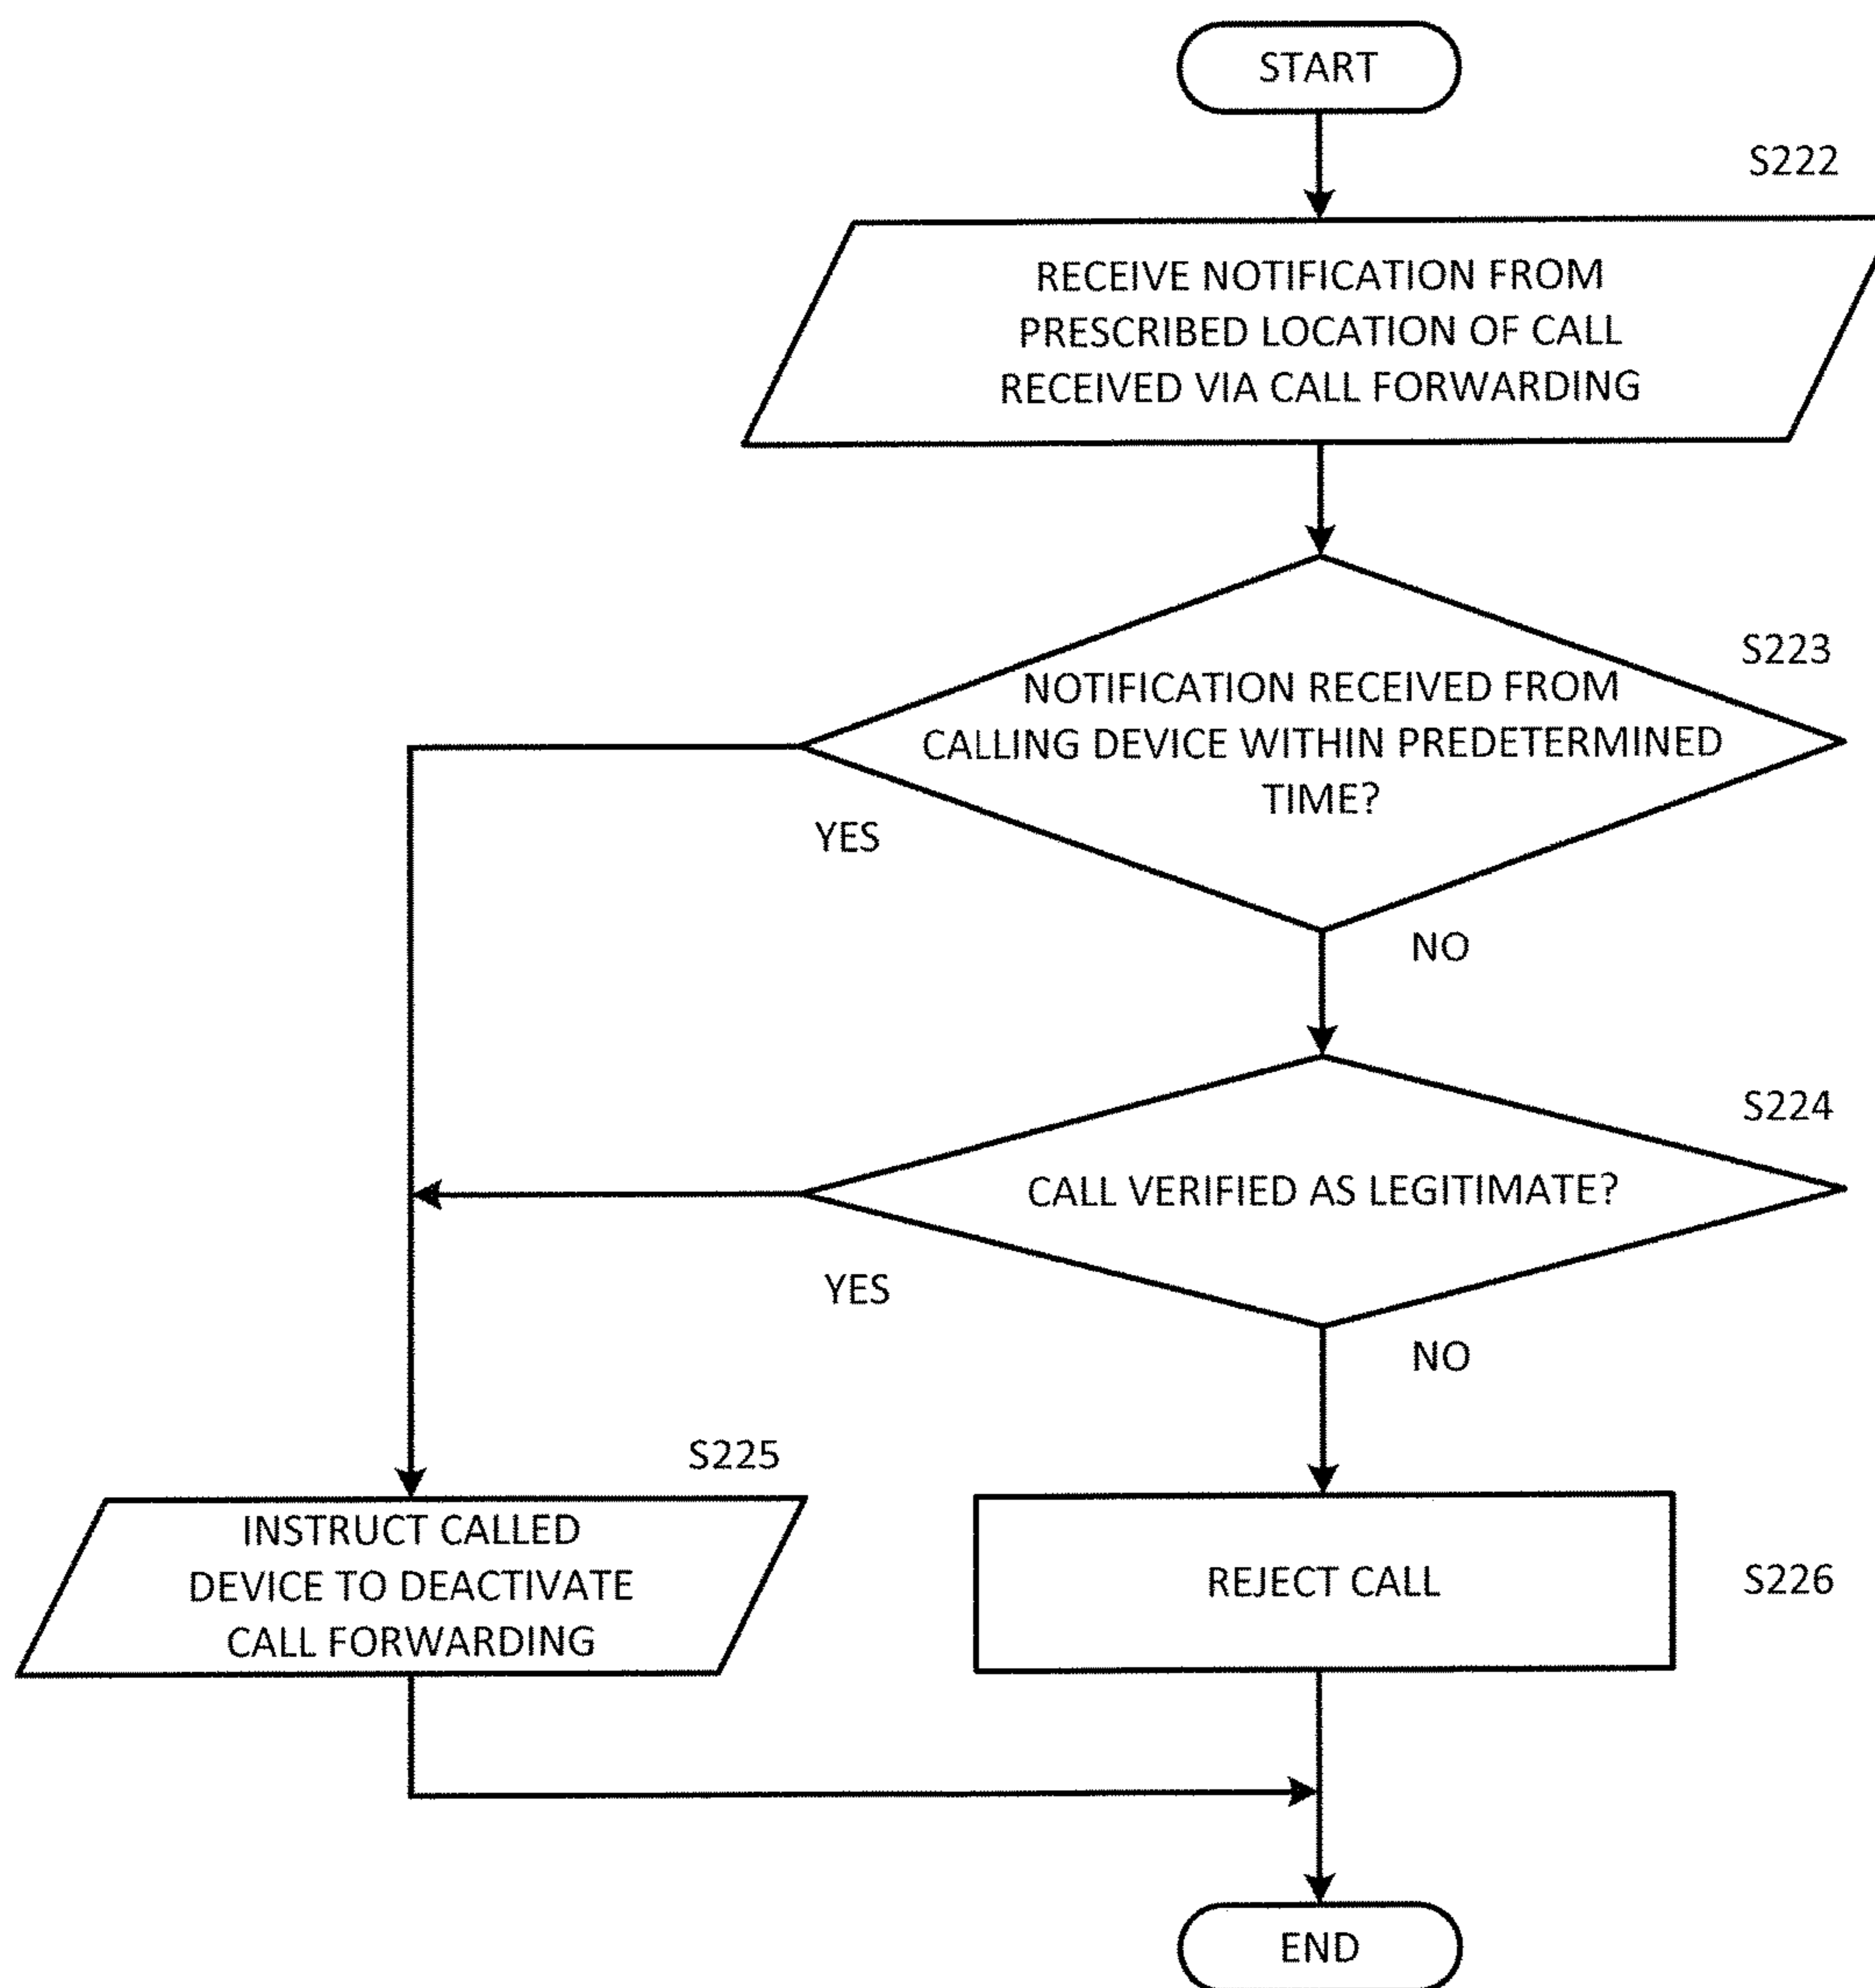 START
S222
RECEIVE NOTIFICATION FROM
PRESCRIBED LOCATION OF CALL
RECEIVED VIA CALL FORWARDING
S223
NOTIFICATION RECEIVED FROM
CALLING DEVICE WITHIN PREDETERMINED
TIME?
YES
NO
S224
CALL VERIFIED AS LEGITIMATE?
YES
NO
S225
INSTRUCT CALLED
DEVICE TO DEACTIVATE
CALL FORWARDING
REJECT CALL
S226
END